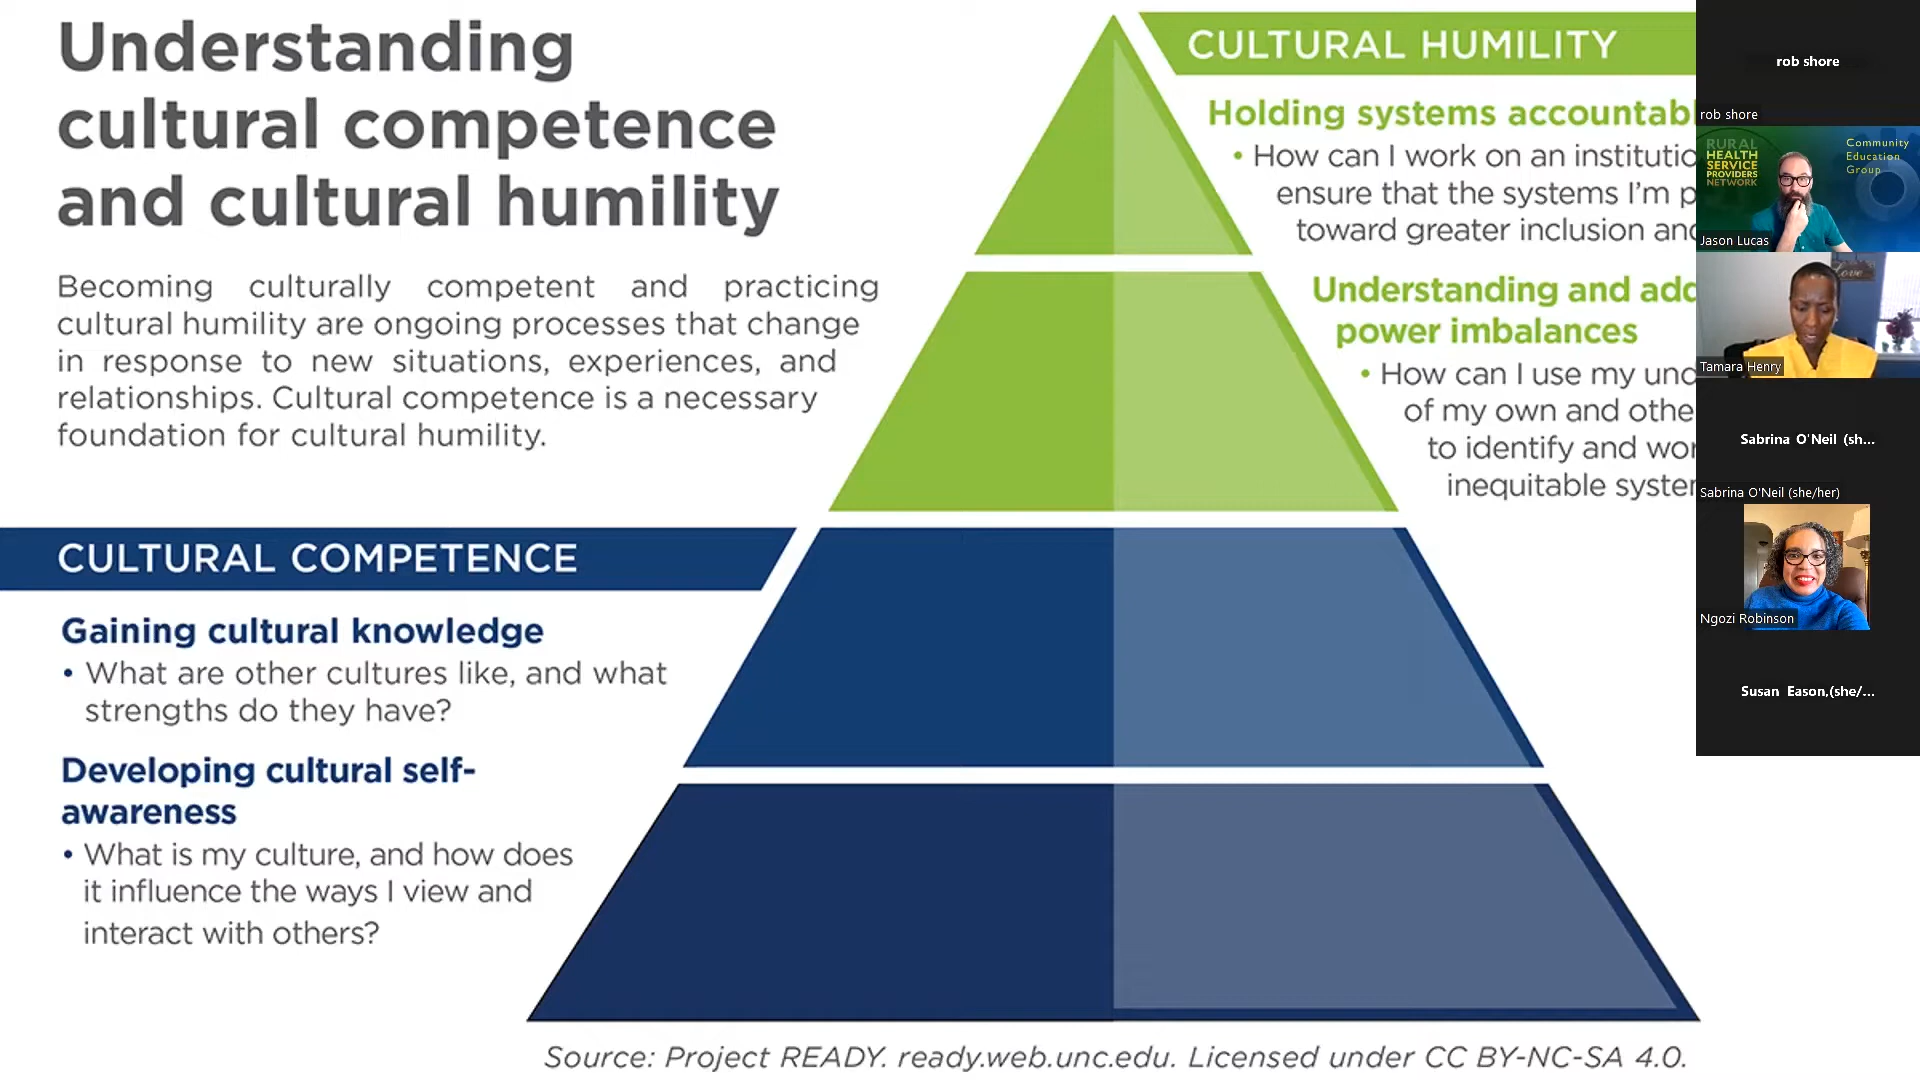 Understanding
cultural competence
and cultural humility
Becoming culturally competent and practicing
cultural humility are ongoing processes that change
in response to new situations, experiences, and
relationships. Cultural competence is a necessary
foundation for cultural humility.
CULTURAL HUMILITY
Holding systems accountabl
• How can I work on an institutio
ensure that the systems I'm p
toward greater inclusion and
Understanding and add
power imbalances
• How can I use my und
of my own and othe
to identify and wor
inequitable system
CULTURAL COMPETENCE
Gaining cultural knowledge
• What are other cultures like, and what
strengths do they have?
Developing cultural self-
awareness
• What is my culture, and how does
it influence the ways I view and
interact with others?
Source: Project READY. ready.web.unc.edu. Licensed under CC BY-NC-SA 4.0.
rob shore
rob shore
RURAL
HEALTH
SERVICE
PROVIDERS
NETWORK
Community
Education
Group
Jason Lucas
Love
Tamara Henry
Sabrina O'Neil (sh...
Sabrina O'Neil (she/her)
Ngozi Robinson
Susan Eason,(she/...